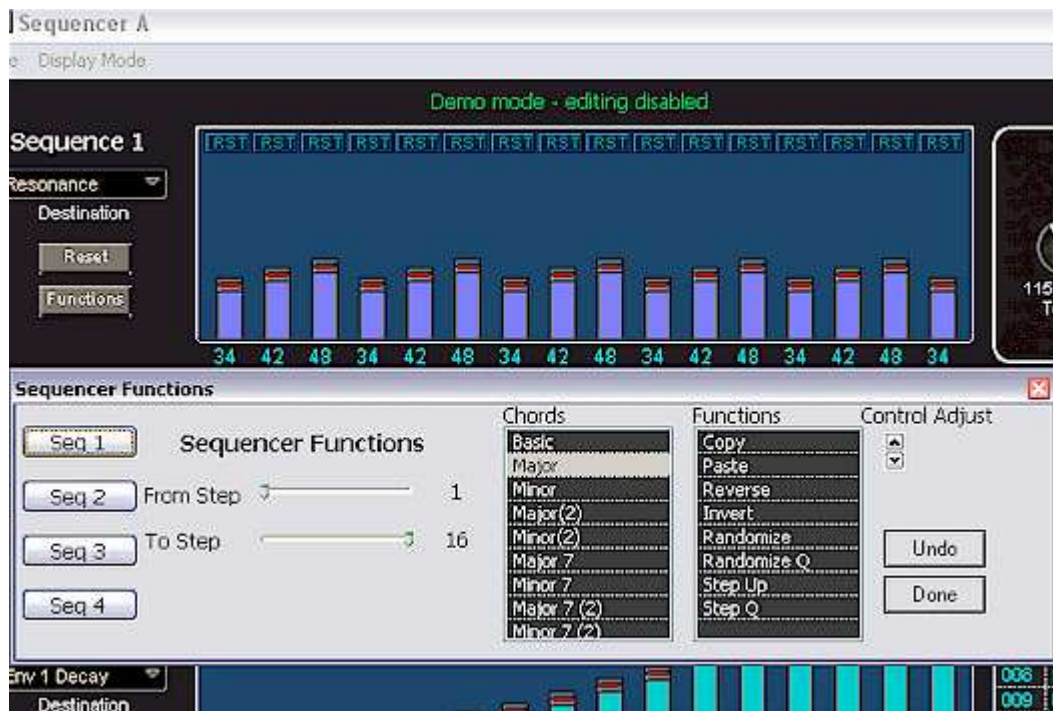 Sequencer A
Display Mode
Demo mode - editing disabled
Sequence 1
RST RST RST RST RST RST RST RST RST RST RST RST RST RST RST RST
Resonance
Destination
Reset
Functions
115
34 42 48 34 42 48 34 42 48 34 42 48 34 42 48 34
Sequencer Functions
Chords Functions Control Adjust
Seq 1 Sequencer Functions
Seq 2 From Step 1
Seq 3 To Step 16
Seq 4
Basic
Major
Minor
Major(2)
Minor(2)
Major 7
Minor 7
Major 7 (2)
Minor 7 (2)
Copy
Paste
Reverse
Invert
Randomize
Randomize Q
Step Up
Step Q
Undo
Done
Env 1 Decay
Destination
008
009